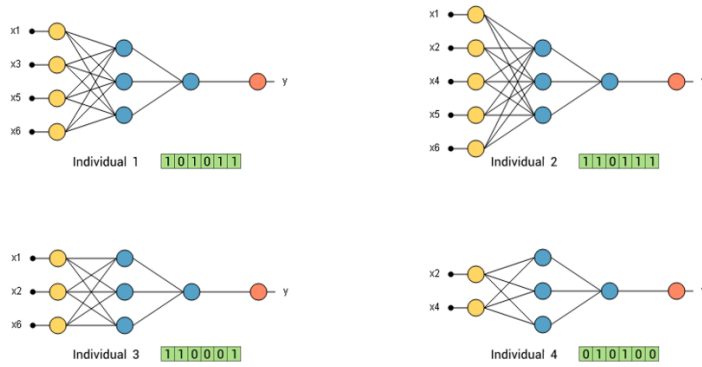 x1
x3
x5
x6
y
Individual 1 1 0 1 0 1 1
x1
x2
x4
x5
x6
Individual 2 1 1 0 1 1 1
x1
x2
x6
y
Individual 3 1 1 0 0 0 1
x2
x4
Individual 4 0 1 0 1 0 0